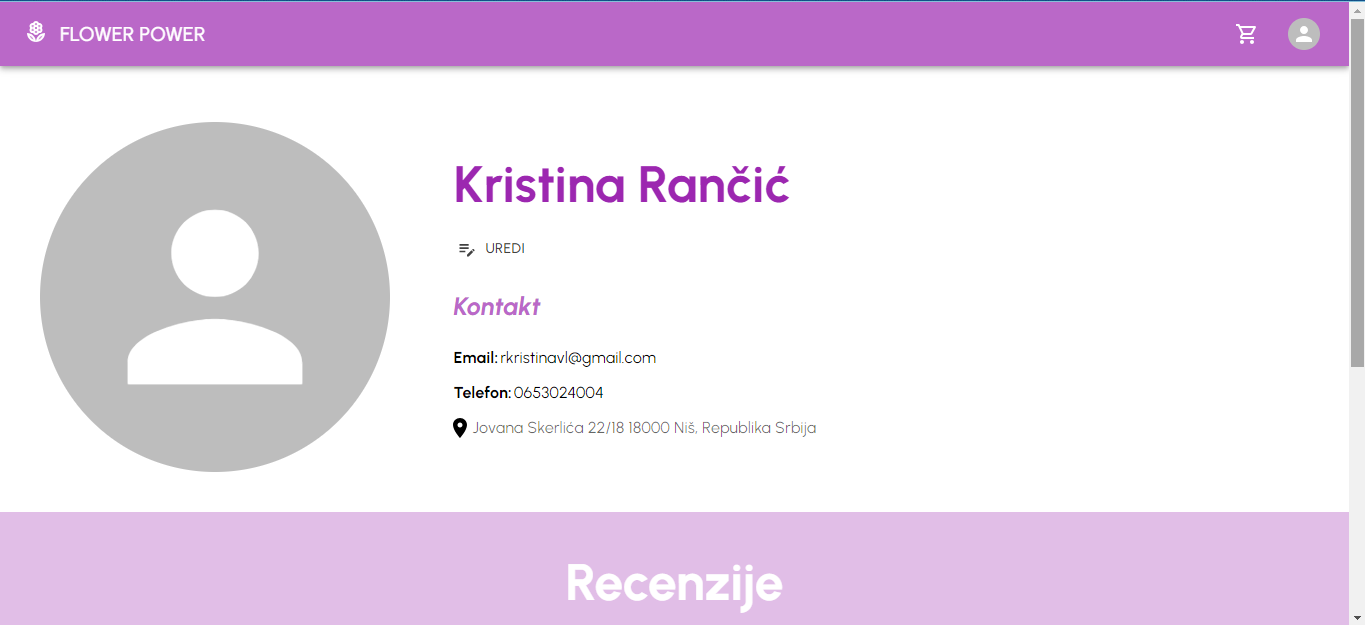 FLOWER POWER
Kristina Rančić
UREDI
Kontakt
Email: rkristinavl@gmail.com
Telefon: 0653024004
Jovana Skerlića 22/18 18000 Niš, Republika Srbija
Recenzije